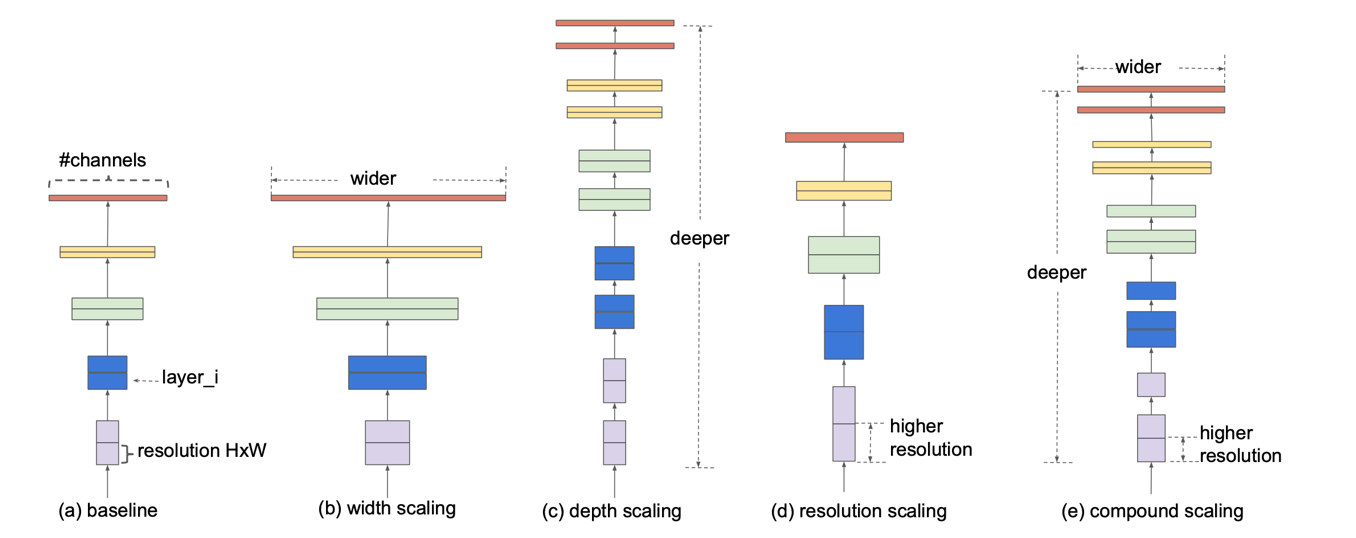 #channels
layer_i
resolution HxW
(a) baseline
wider
(b) width scaling
deeper
(c) depth scaling
higher
resolution
(d) resolution scaling
wider
deeper
higher
resolution
(e) compound scaling